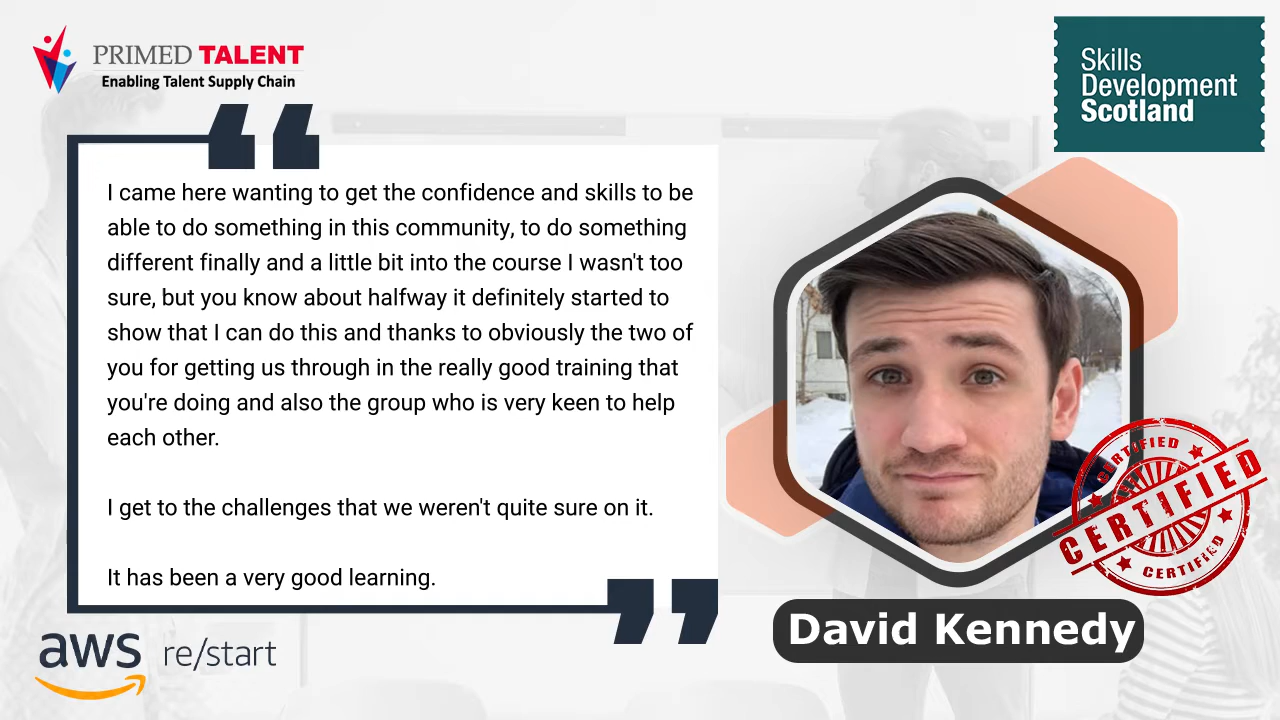 PRIMED TALENT
Enabling Talent Supply Chain
Skills
Development
Scotland
I came here wanting to get the confidence and skills to be
able to do something in this community, to do something
different finally and a little bit into the course I wasn't too
sure, but you know about halfway it definitely started to
show that I can do this and thanks to obviously the two of
you for getting us through in the really good training that
you're doing and also the group who is very keen to help
each other.
I get to the challenges that we weren't quite sure on it.
It has been a very good learning.
CERTIFIED
CERTIFIED
CERTIFIED
David Kennedy
aws re/start